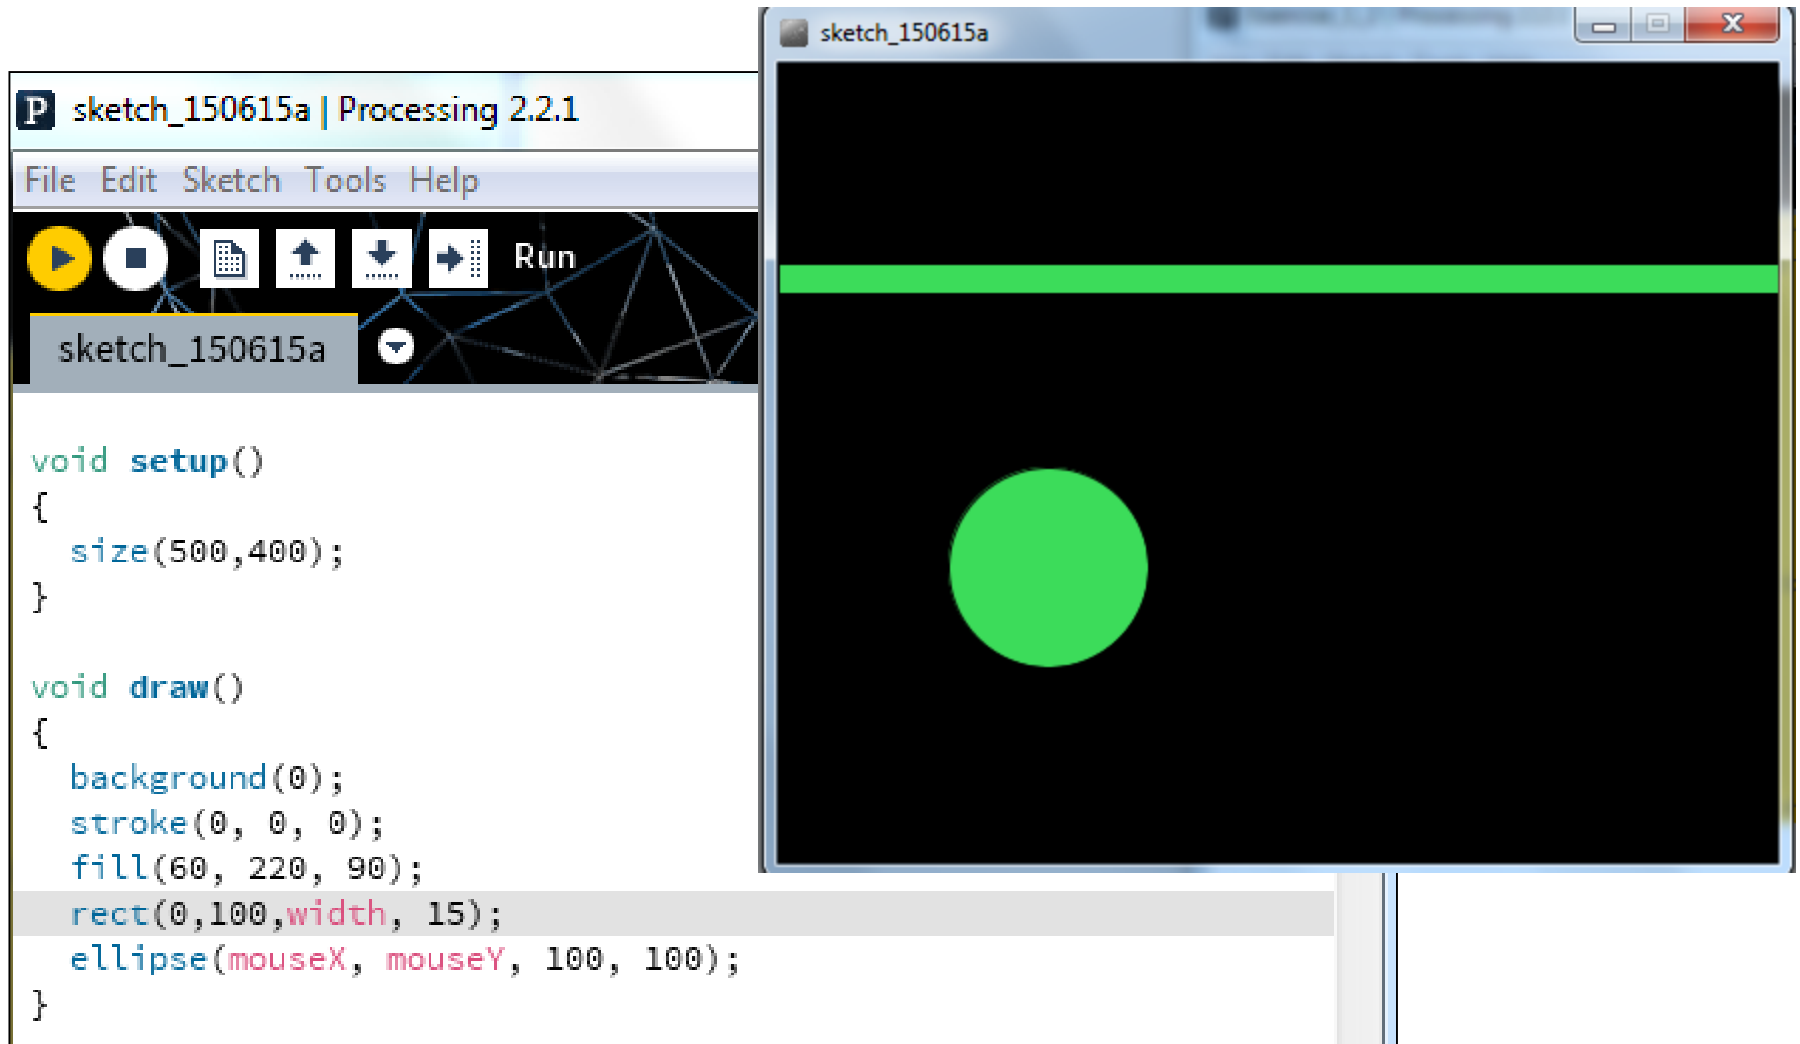 sketch_150615a
sketch_150615a | Processing 2.2.1
File Edit Sketch Tools Help
Run
sketch_150615a
void setup()
{
  size(500,400);
}
void draw()
{
  background(0);
  stroke(0, 0, 0);
  fill(60, 220, 90);
  rect(0,100,width, 15);
  ellipse(mouseX, mouseY, 100, 100);
}